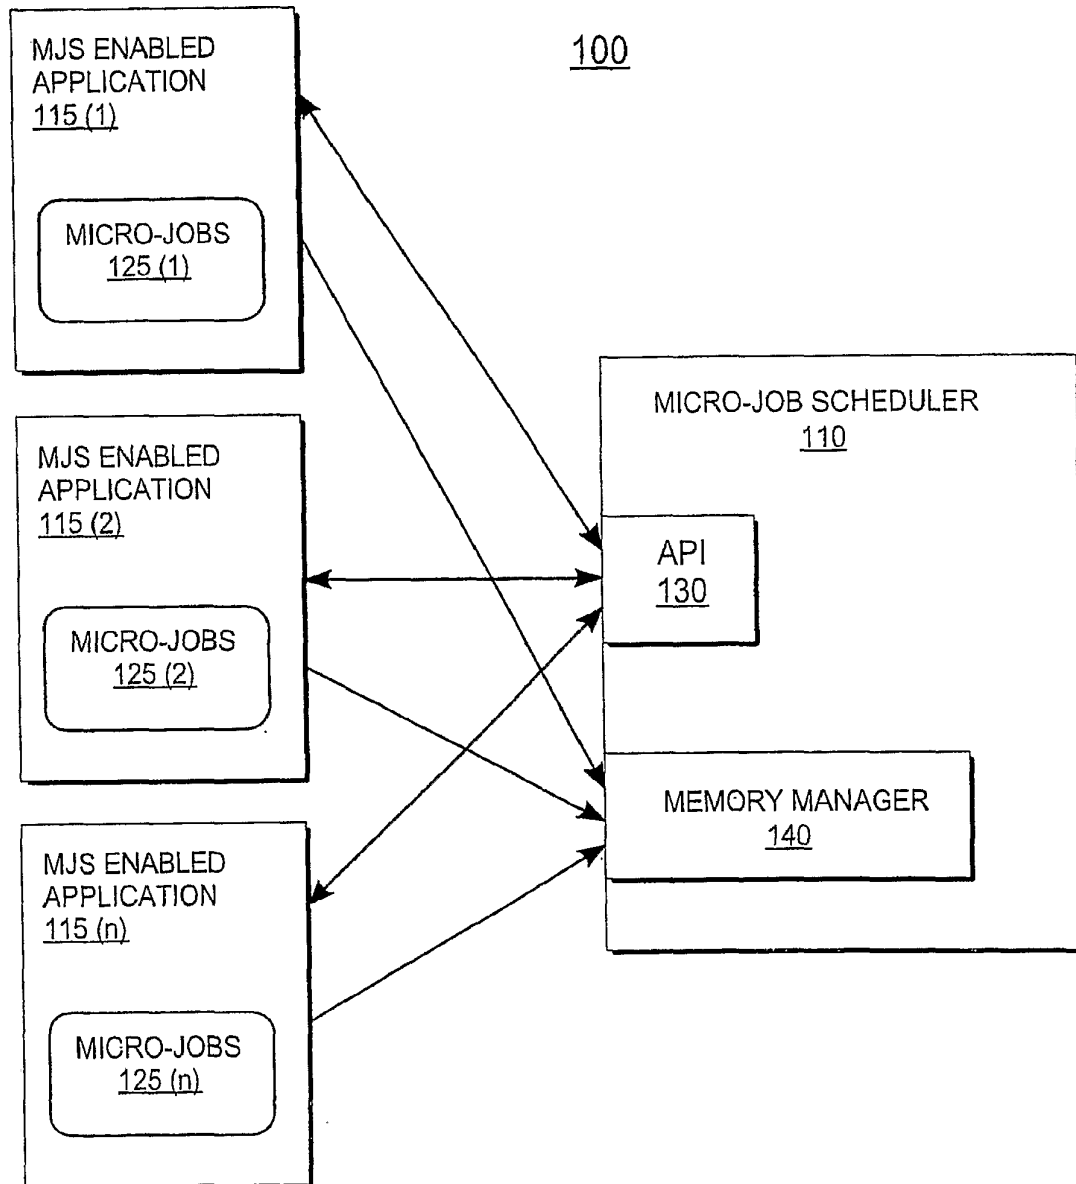 100
MJS ENABLED
APPLICATION
115 (1)
MICRO-JOBS
125 (1)
MJS ENABLED
APPLICATION
115 (2)
MICRO-JOBS
125 (2)
MJS ENABLED
APPLICATION
115 (n)
MICRO-JOBS
125 (n)
MICRO-JOB SCHEDULER
110
API
130
MEMORY MANAGER
140